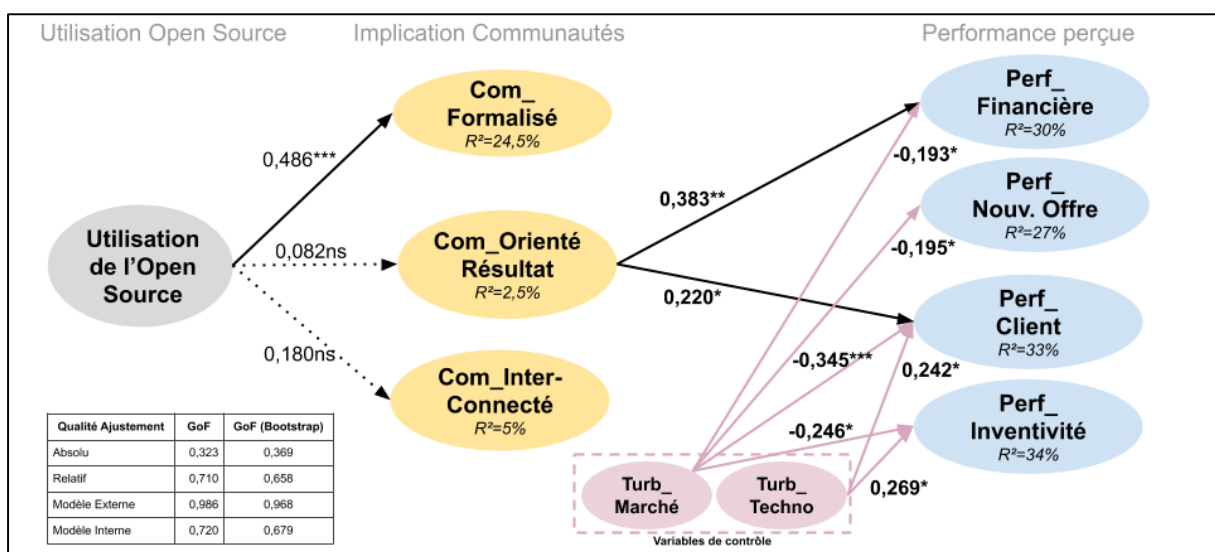 Utilisation Open Source
Implication Communautés
Performance perçue
Com_
Formalisé
R²=24,5%
Perf_
Financière
R²=30%
0,486***
-0,193*
Perf_
Nouv. Offre
R²=27%
0,383**
Utilisation
de l'Open
Source
0,082ns
Com_Orienté
Résultat
R²=2,5%
-0,195*
0,220*
Perf_
Client
R²=33%
0,180ns
-0,345***
0,242*
Com_Inter-
Connecté
R²=5%
Perf_
Inventivité
R²=34%
-0,246*
0,269*
Turb_
Marché
Turb_
Techno
Variables de contrôle
Qualité Ajustement GoF GoF (Bootstrap)
Absolu 0,323 0,369
Relatif 0,710 0,658
Modèle Externe 0,986 0,968
Modèle Interne 0,720 0,679